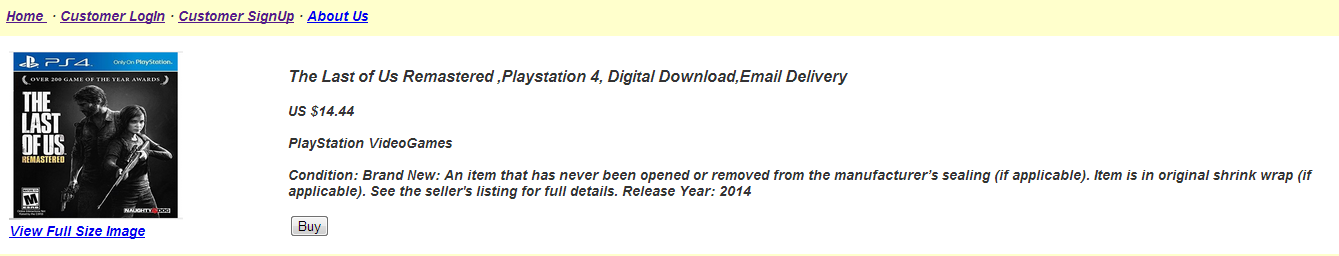 Home · Customer LogIn · Customer SignUp · About Us
PS4 Only On PlayStation.
OVER 200 GAME OF THE YEAR AWARDS
THE
LAST
OF US
REMASTERED
M
NAUGHTY DOG
View Full Size Image
The Last of Us Remastered ,Playstation 4, Digital Download,Email Delivery
US $14.44
PlayStation VideoGames
Condition: Brand New: An item that has never been opened or removed from the manufacturer’s sealing (if applicable). Item is in original shrink wrap (if
applicable). See the seller's listing for full details. Release Year: 2014
Buy